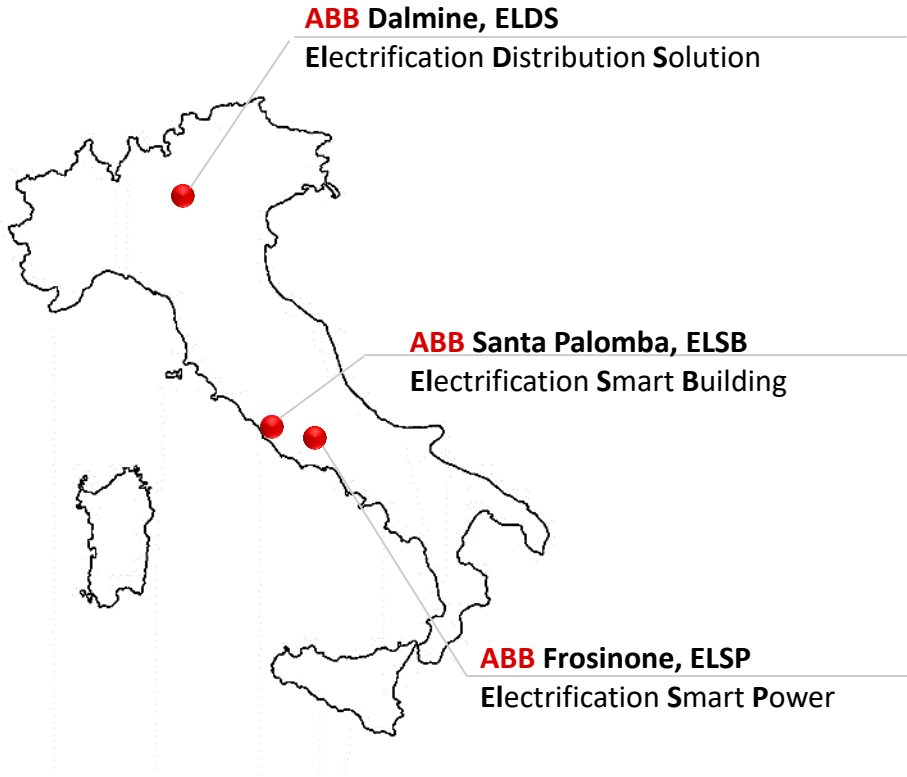 ABB Dalmine, ELDS
Electrification Distribution Solution
ABB Santa Palomba, ELSB
Electrification Smart Building
ABB Frosinone, ELSP
Electrification Smart Power